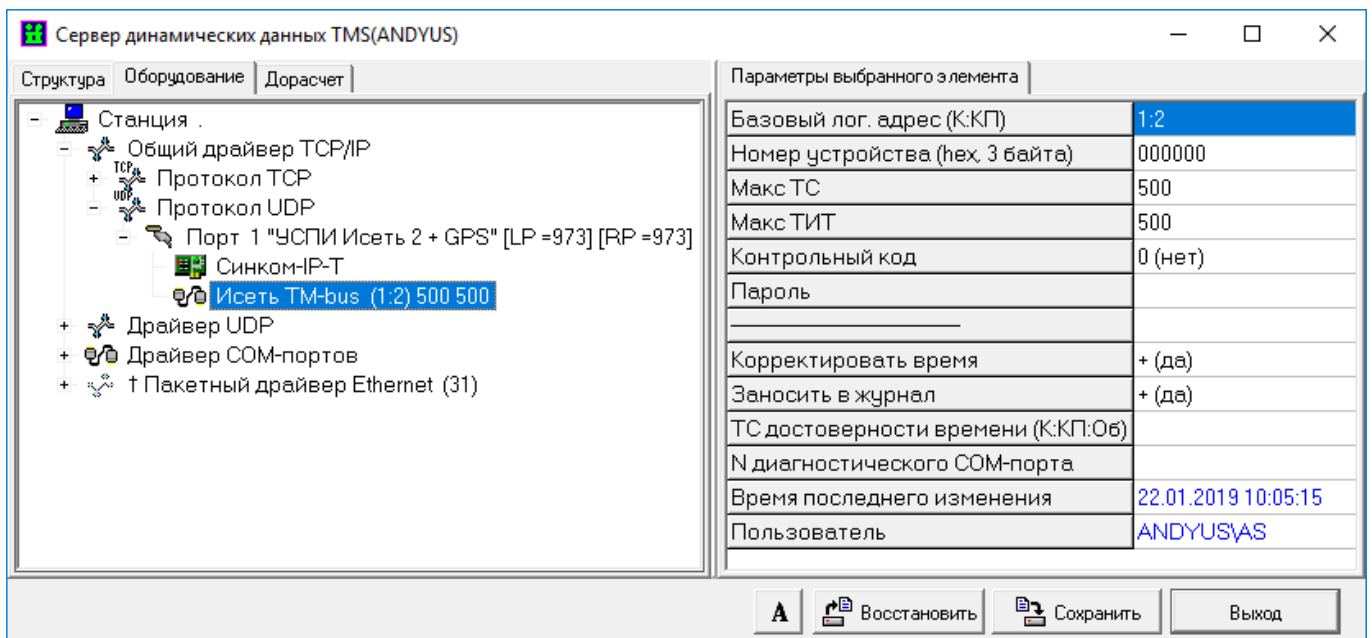 Сервер динамических данных TMS(ANDYUS)
Структура Оборудование Дорасчет
Станция .
Общий драйвер TCP/IP
TCP Протокол TCP
UDP Протокол UDP
Порт 1 "УСПИ Исеть 2 + GPS" [LP =973] [RP =973]
Синком-IP-T
Исеть TM-bus (1:2) 500 500
Драйвер UDP
Драйвер COM-портов
† Пакетный драйвер Ethernet (31)
Параметры выбранного элемента
Базовый лог. адрес (К:КП) 1:2
Номер устройства (hex, 3 байта) 000000
Макс ТС 500
Макс ТИТ 500
Контрольный код 0 (нет)
Пароль
Корректировать время + (да)
Заносить в журнал + (да)
ТС достоверности времени (К:КП:Об)
N диагностического COM-порта
Время последнего изменения 22.01.2019 10:05:15
Пользователь ANDYUS\AS
A Восстановить Сохранить Выход